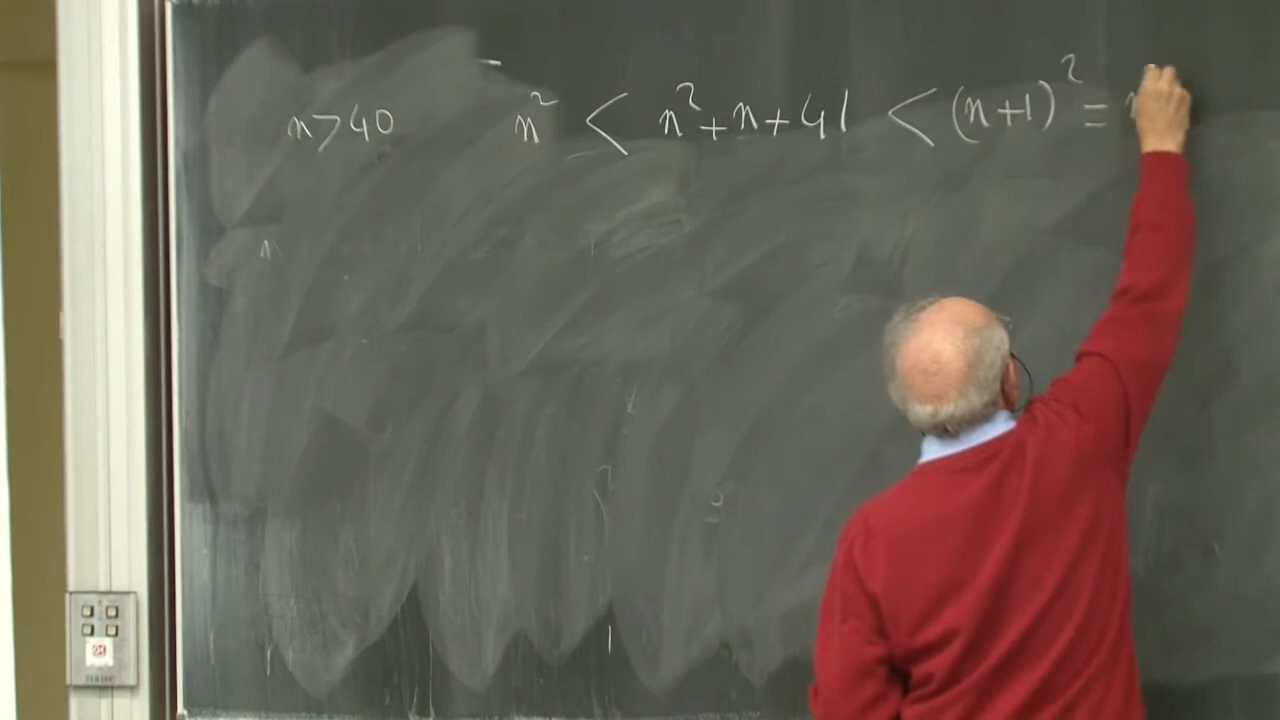 n>40 n² < n²+n+41 < (n+1)² =